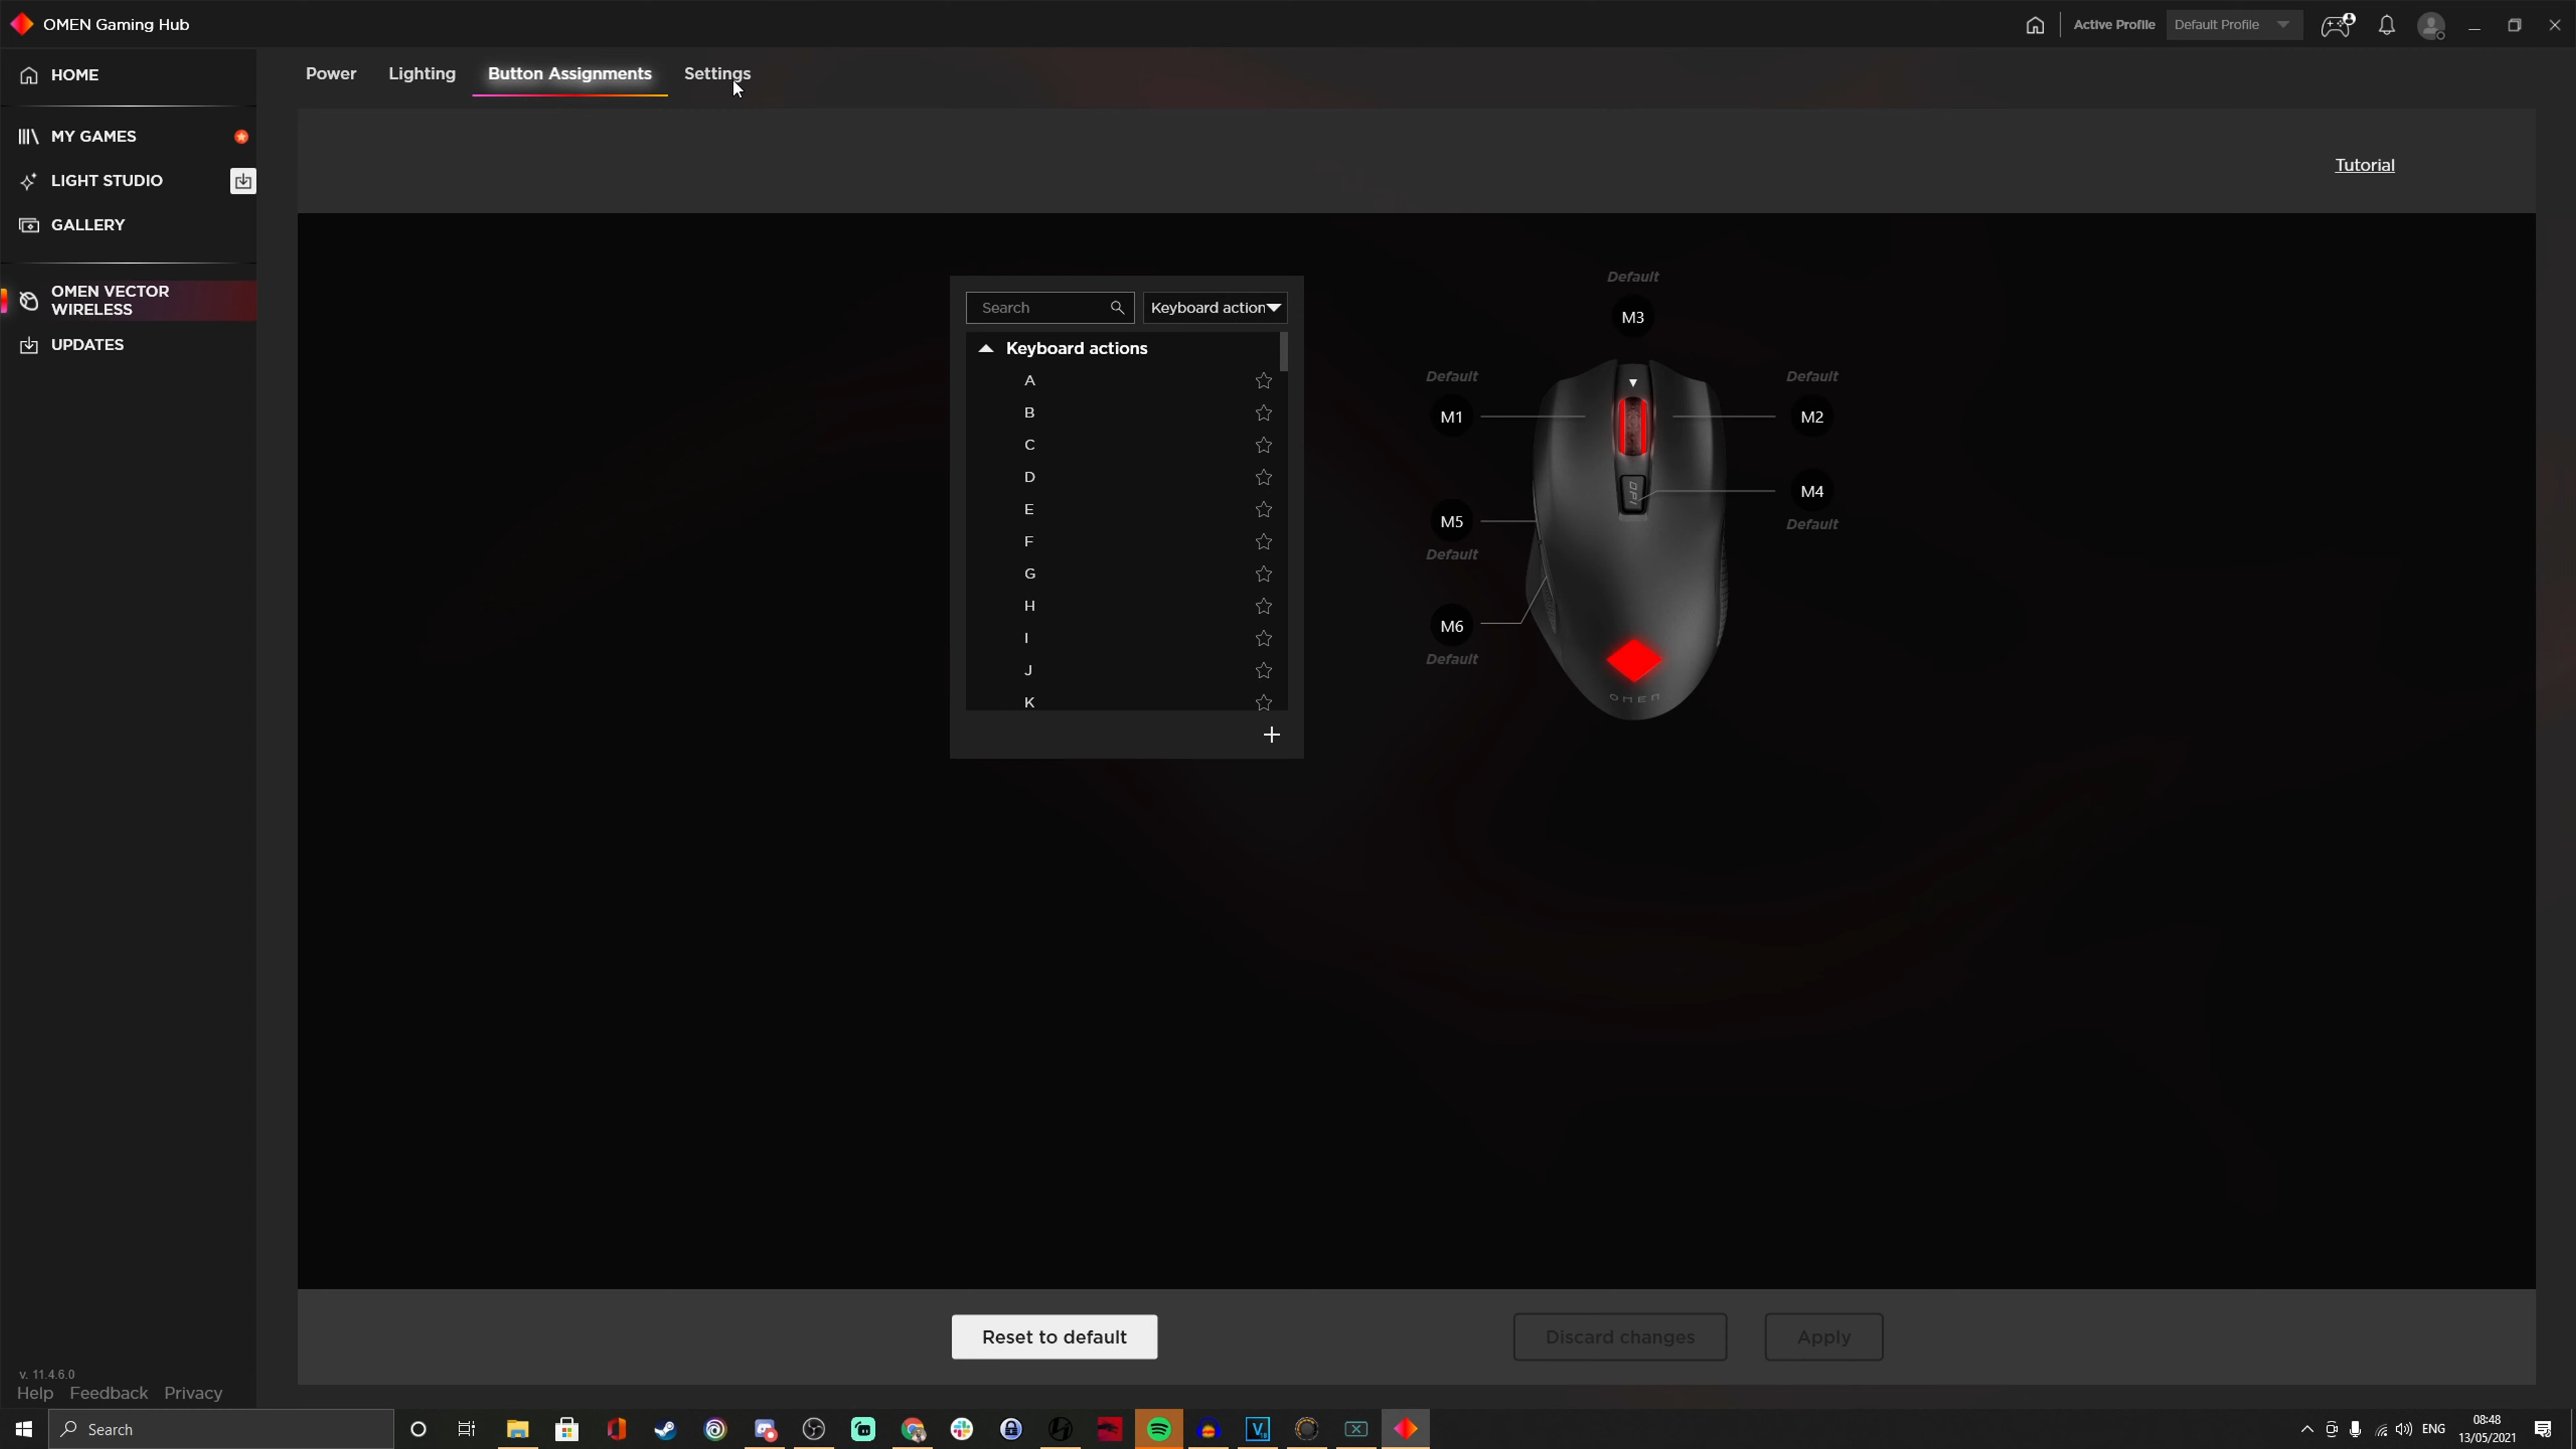 OMEN Gaming Hub
Active Profile
Default Profile
HOME
MY GAMES
LIGHT STUDIO
GALLERY
OMEN VECTOR
WIRELESS
UPDATES
Power
Lighting
Button Assignments
Settings
Tutorial
Search
Keyboard action
Keyboard actions
A
B
C
D
E
F
G
H
I
J
K
Default
M3
Default
M1
Default
M2
M4
Default
M5
Default
M6
Default
DPI
OMEN
Reset to default
Discard changes
Apply
v. 11.4.6.0
Help Feedback Privacy
Search
ENG
08:48
13/05/2021